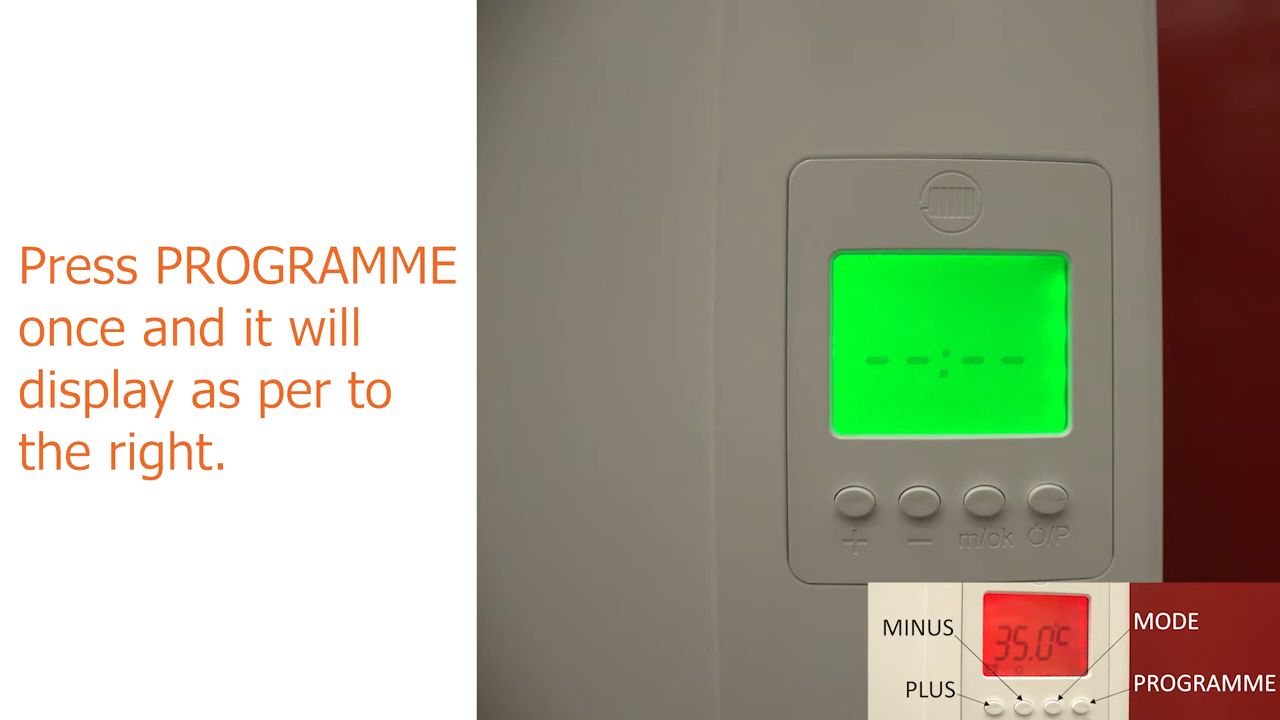 Press PROGRAMME
once and it will
display as per to
the right.
--:--
+ − m/ok ⏻/P
MINUS
MODE
35.0°C
PLUS
PROGRAMME